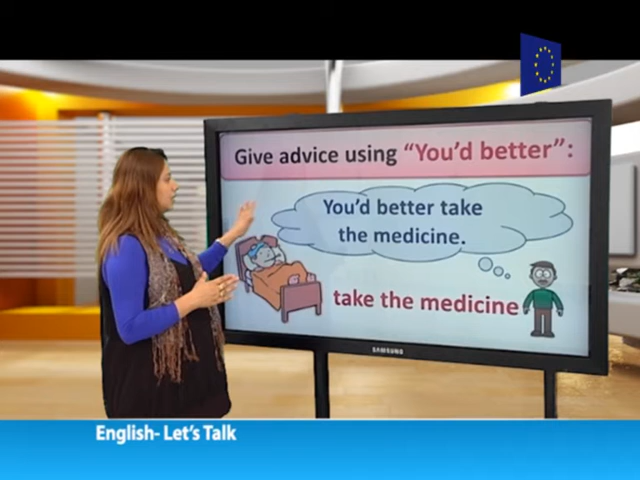 Give advice using “You’d better”:
You’d better take
the medicine.
take the medicine
SAMSUNG
English- Let’s Talk